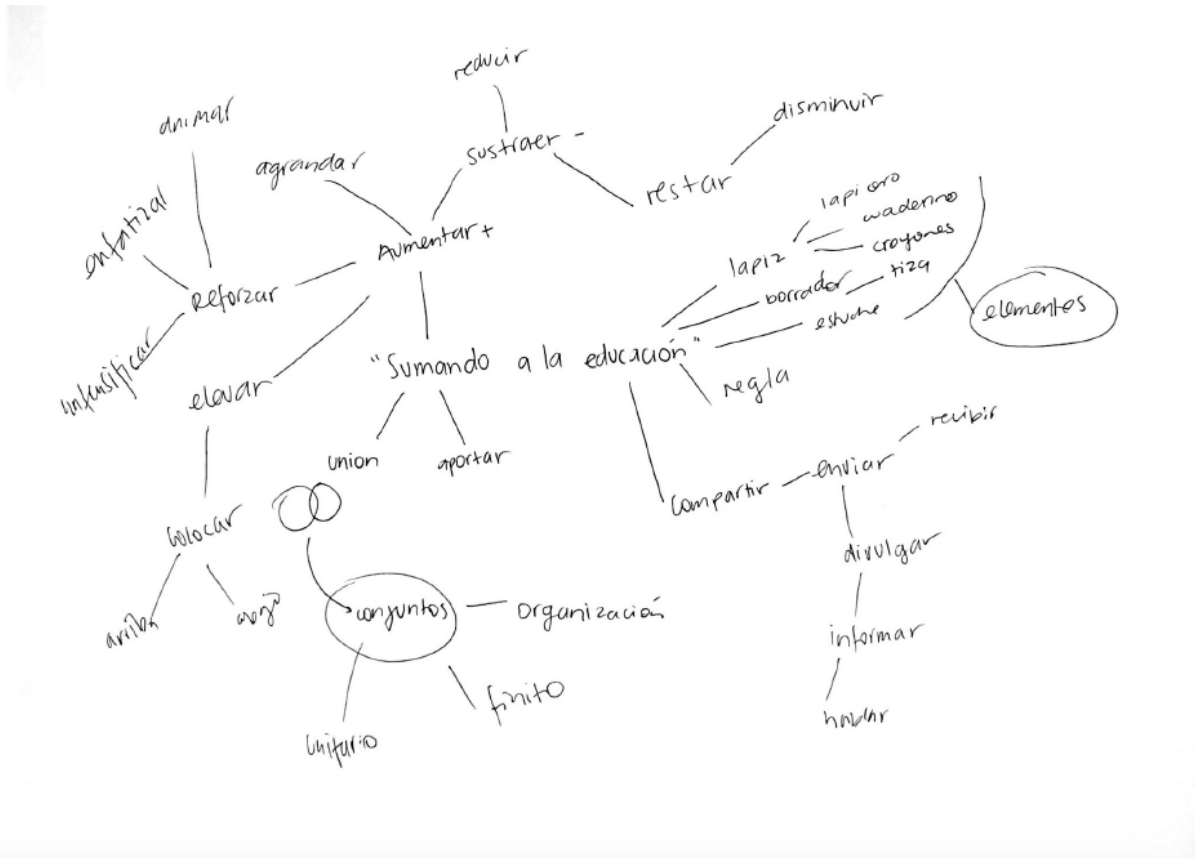 reducir
animar
disminuir
agrandar
sustraer -
restar
lapicero
cuaderno
enfatizar
Aumentar +
crayones
lapiz
tiza
Reforzar
borrador
estuche
elementos
intensificar
"Sumando a la educación"
regla
elevar
union
aportar
recibir
enviar
compartir
colocar
divulgar
arriba
conjuntos
organización
informar
finito
unitario
hablar